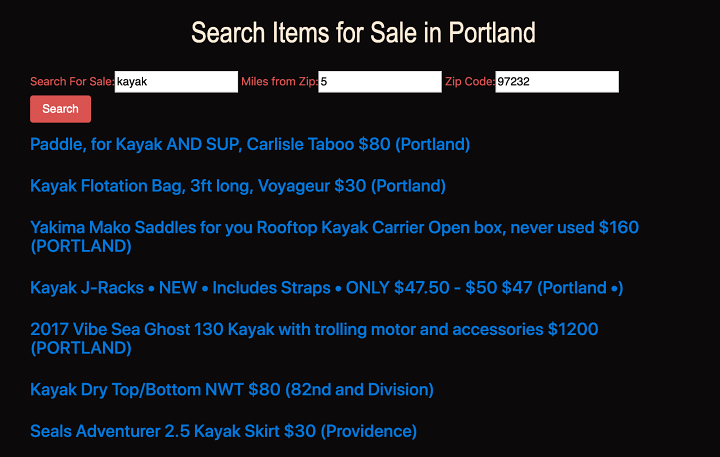 Search Items for Sale in Portland
Search For Sale: kayak Miles from Zip: 5 Zip Code: 97232
Search
Paddle, for Kayak AND SUP, Carlisle Taboo $80 (Portland)
Kayak Flotation Bag, 3ft long, Voyageur $30 (Portland)
Yakima Mako Saddles for you Rooftop Kayak Carrier Open box, never used $160
(PORTLAND)
Kayak J-Racks • NEW • Includes Straps • ONLY $47.50 - $50 $47 (Portland •)
2017 Vibe Sea Ghost 130 Kayak with trolling motor and accessories $1200
(PORTLAND)
Kayak Dry Top/Bottom NWT $80 (82nd and Division)
Seals Adventurer 2.5 Kayak Skirt $30 (Providence)